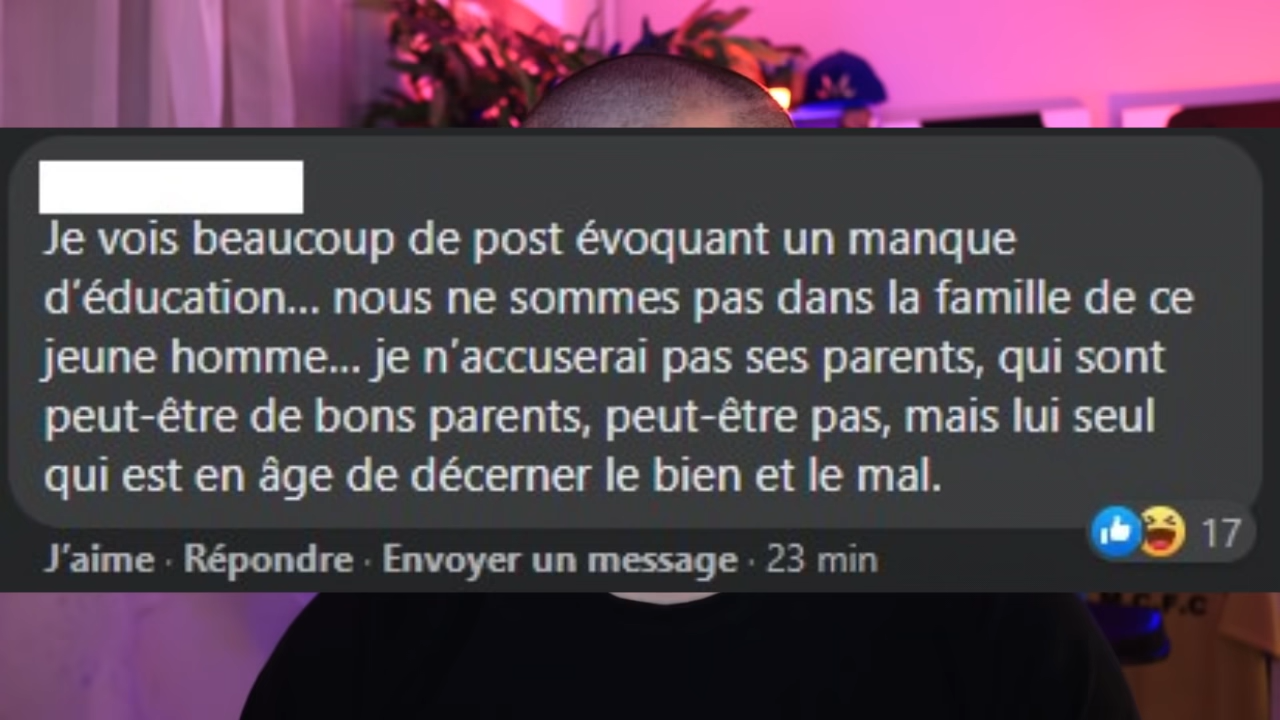 Je vois beaucoup de post évoquant un manque
d'éducation... nous ne sommes pas dans la famille de ce
jeune homme... je n'accuserai pas ses parents, qui sont
peut-être de bons parents, peut-être pas, mais lui seul
qui est en âge de décerner le bien et le mal.
17
J'aime · Répondre · Envoyer un message · 23 min
M.C.F.C